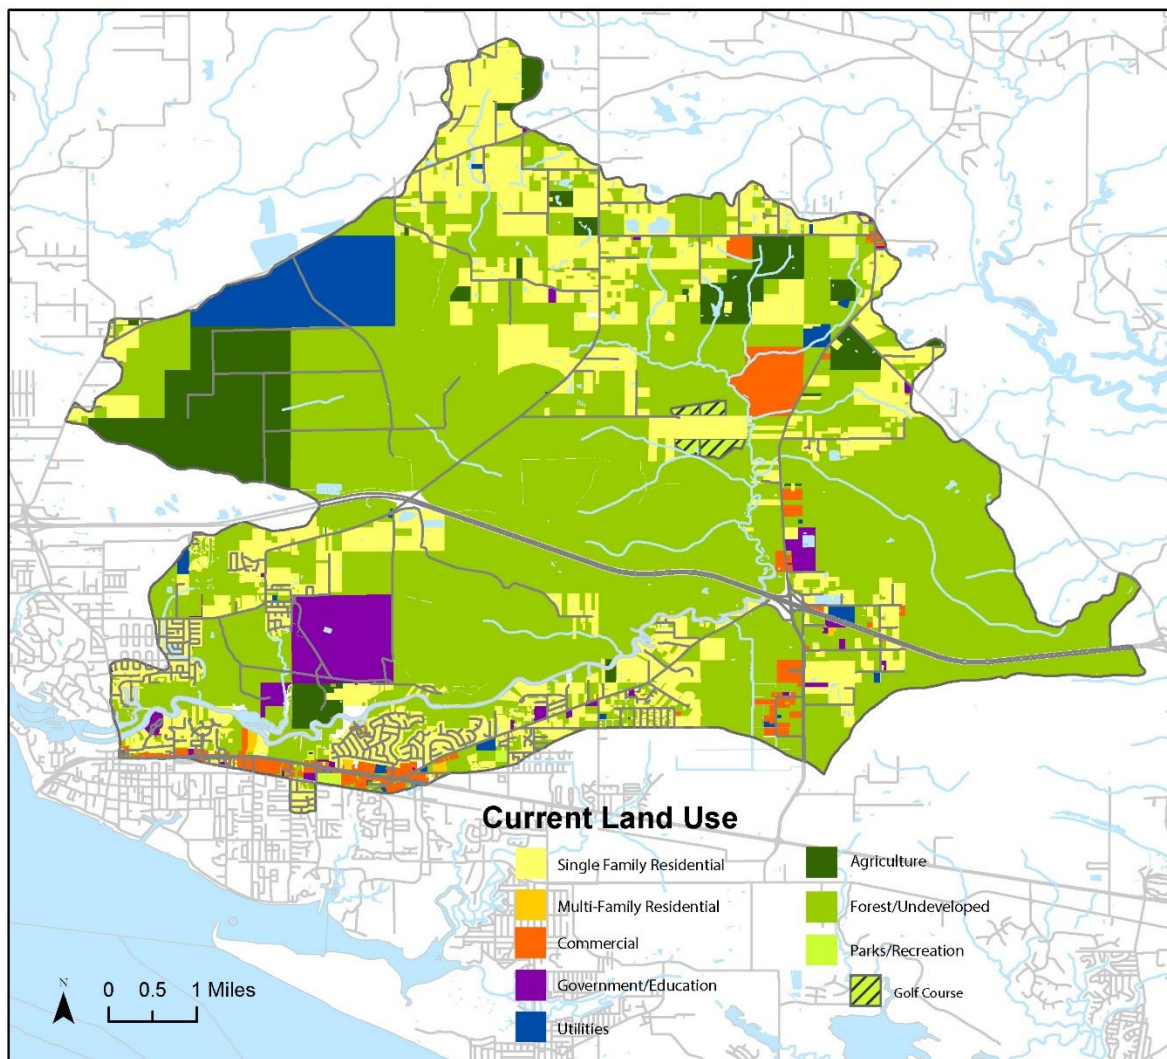 Current Land Use
Single Family Residential
Multi-Family Residential
Commercial
Government/Education
Utilities
Agriculture
Forest/Undeveloped
Parks/Recreation
Golf Course
N
0 0.5 1 Miles